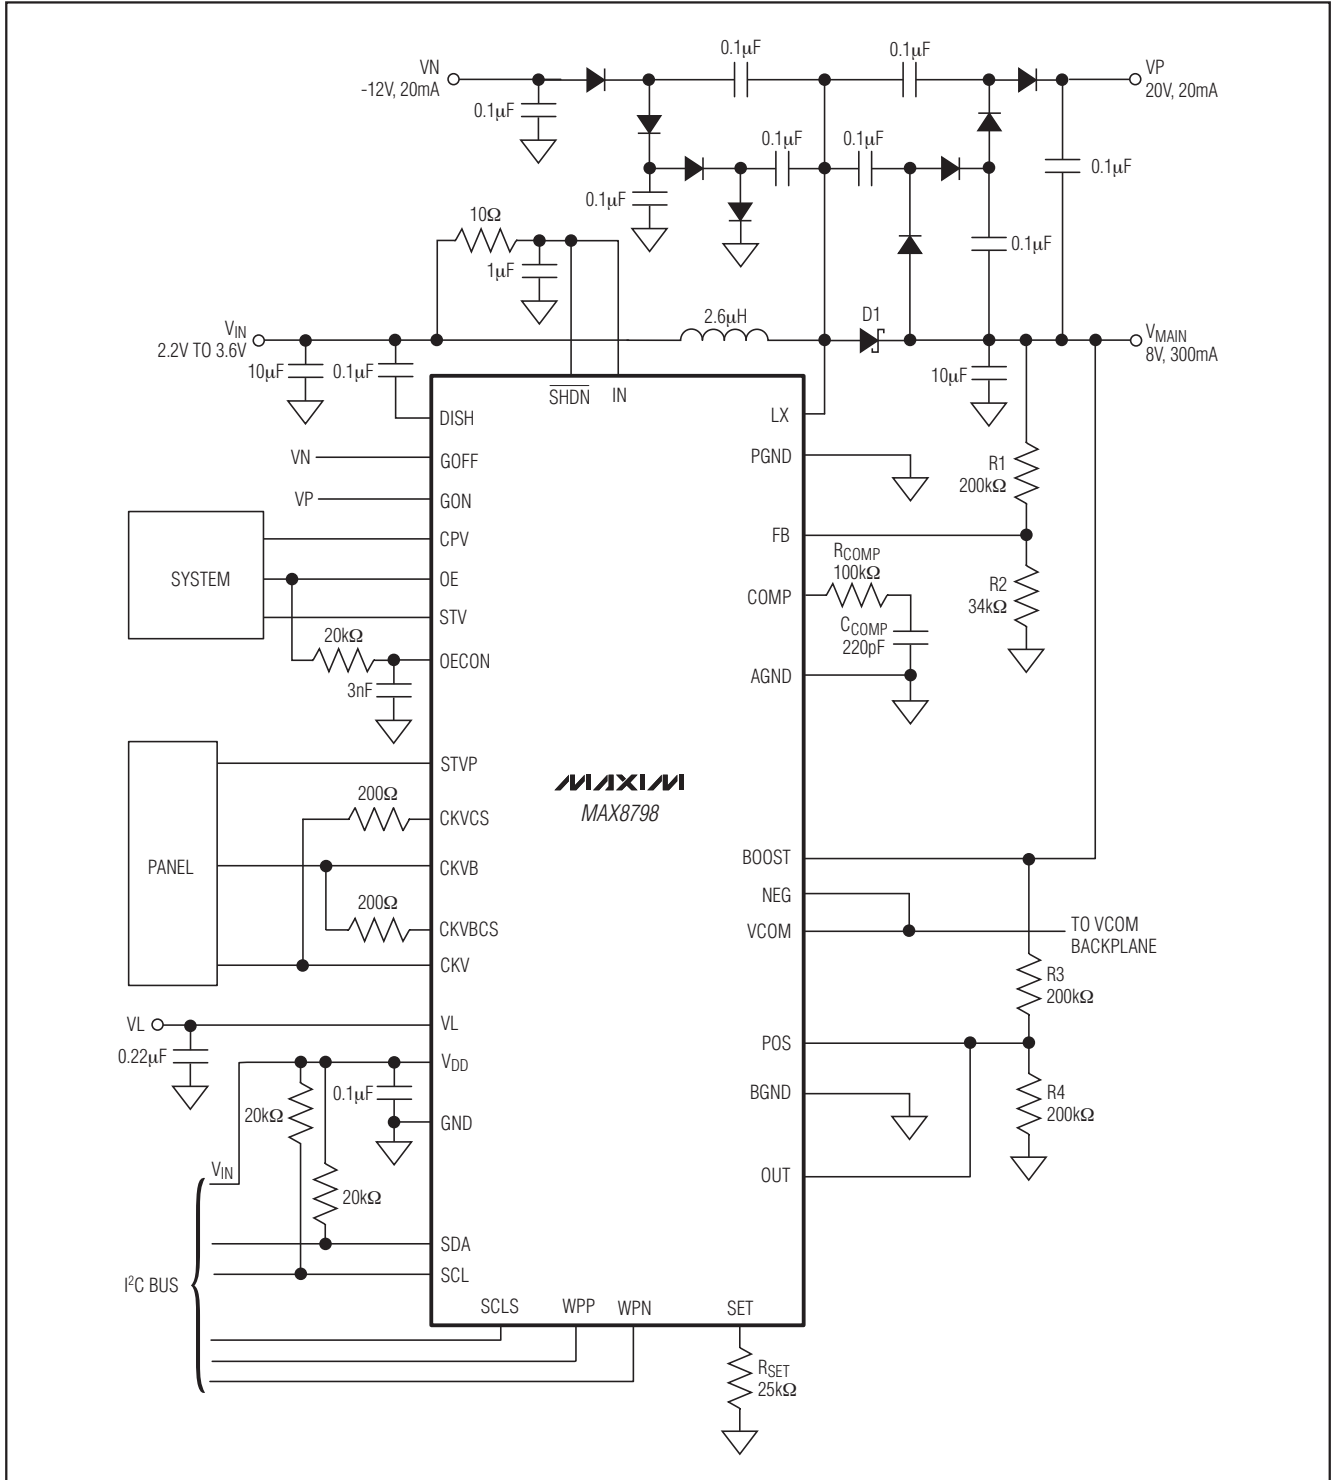 VN
-12V, 20mA
0.1µF
0.1µF
0.1µF
VP
20V, 20mA
0.1µF
0.1µF
0.1µF
0.1µF
0.1µF
10Ω
1µF
VIN
2.2V TO 3.6V
10µF
0.1µF
2.6µH
D1
VMAIN
8V, 300mA
10µF
SHDN
IN
DISH
LX
VN
GOFF
PGND
R1
200kΩ
VP
GON
SYSTEM
CPV
FB
OE
RCOMP
100kΩ
COMP
R2
34kΩ
STV
20kΩ
CCOMP
220pF
OECON
3nF
AGND
STVP
MAXIM
MAX8798
200Ω
CKVCS
PANEL
CKVB
BOOST
200Ω
NEG
CKVBCS
VCOM
TO VCOM
BACKPLANE
CKV
R3
200kΩ
VL
VL
0.22µF
POS
VDD
0.1µF
BGND
R4
200kΩ
20kΩ
GND
VIN
OUT
20kΩ
SDA
SCL
I2C BUS
SCLS
WPP
WPN
SET
RSET
25kΩ